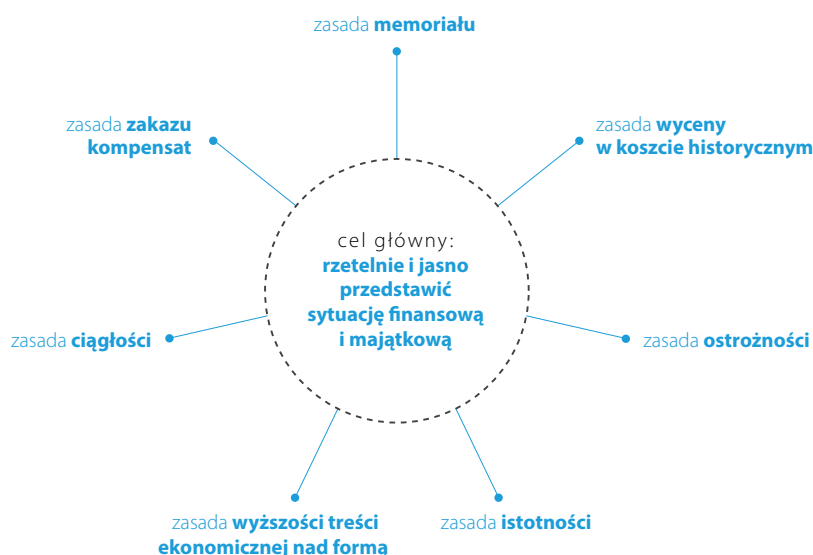 zasada memoriału
zasada zakazu
kompensat
zasada wyceny
w koszcie historycznym
cel główny:
rzetelnie i jasno
przedstawić
sytuację finansową
i majątkową
zasada ciągłości
zasada ostrożności
zasada wyższości treści
ekonomicznej nad formą
zasada istotności